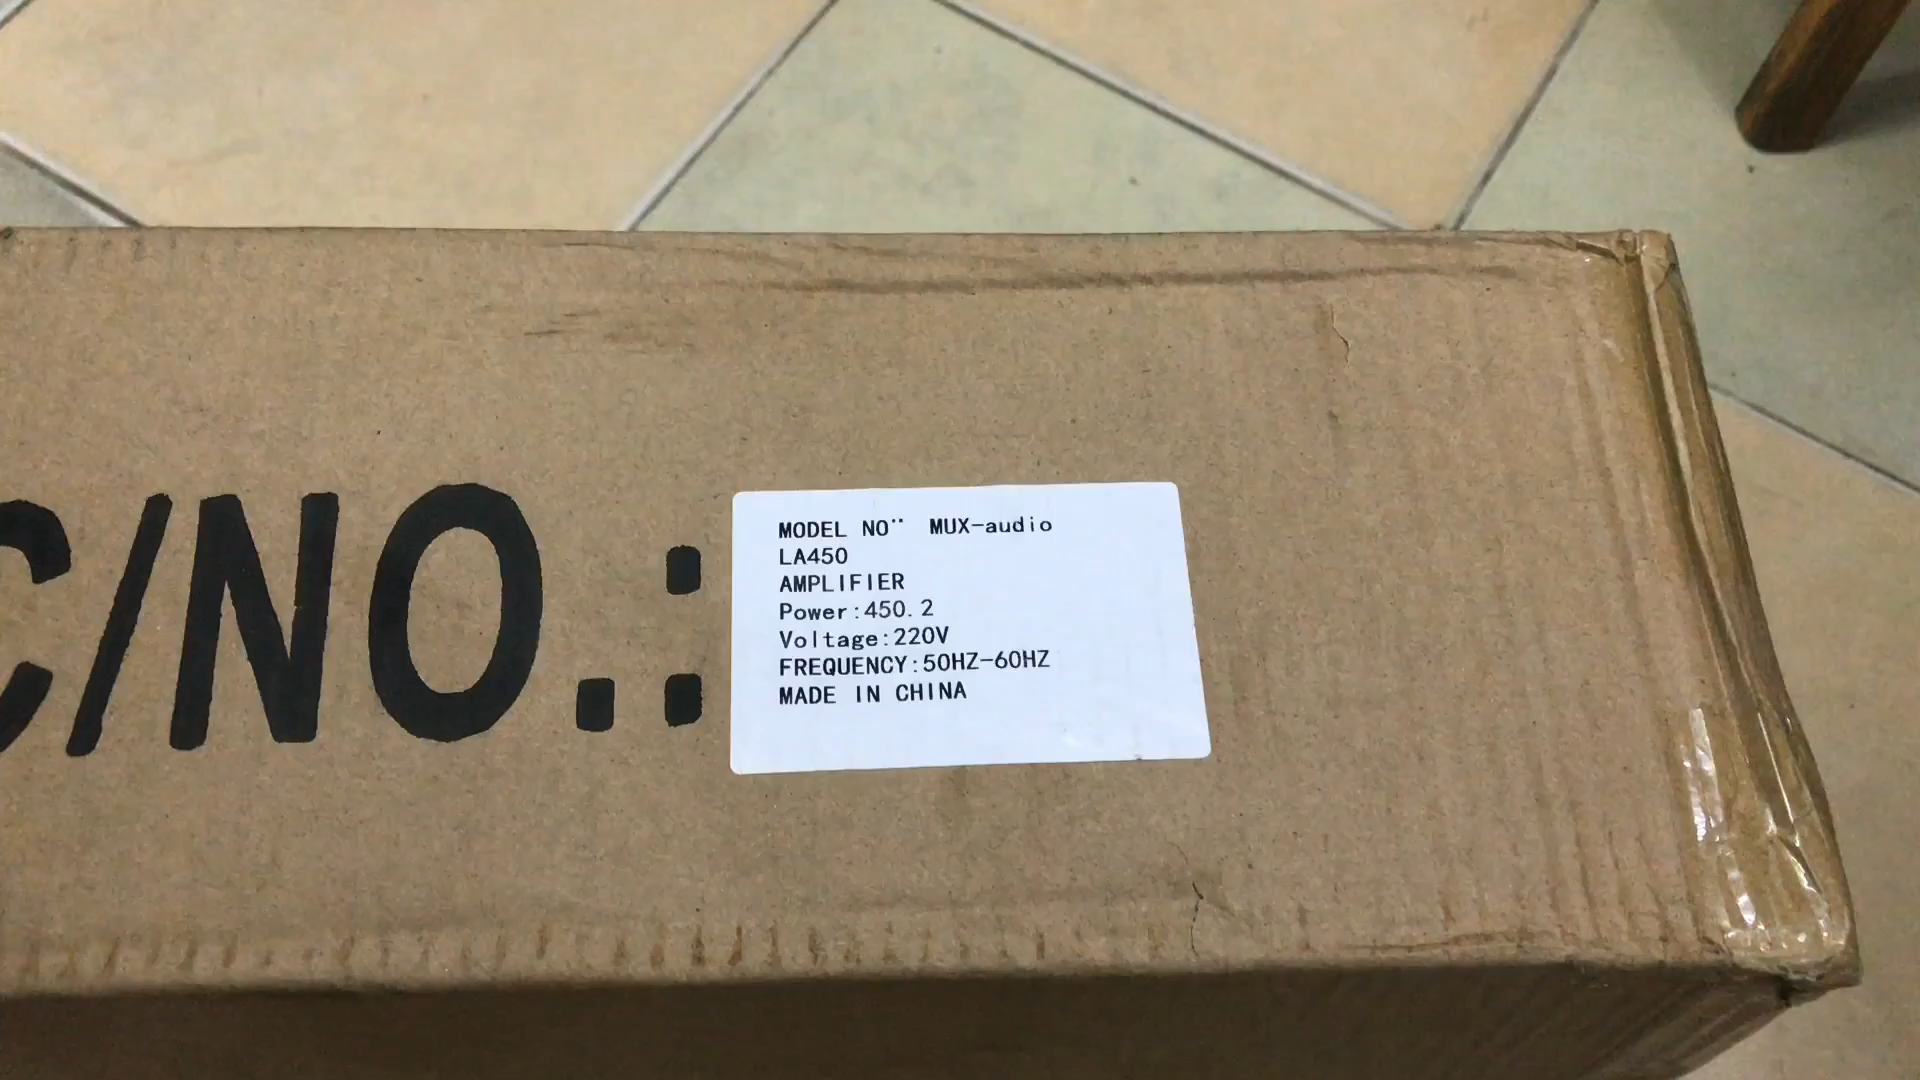 C/NO.:
MODEL NO¨ MUX-audio
LA450
AMPLIFIER
Power:450.2
Voltage:220V
FREQUENCY:50HZ-60HZ
MADE IN CHINA